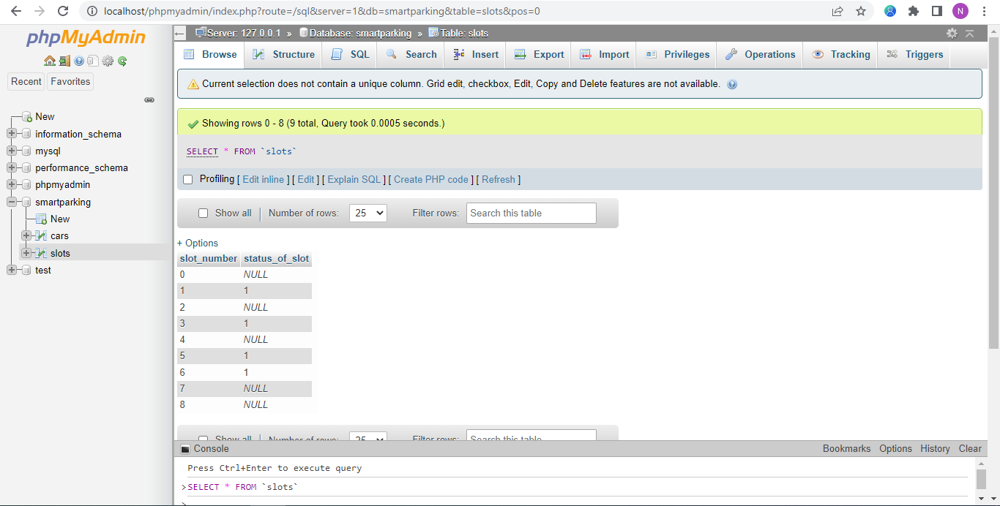 localhost/phpmyadmin/index.php?route=/sql&server=1&db=smartparking&table=slots&pos=0
N
phpMyAdmin
Recent Favorites
New
information_schema
mysql
performance_schema
phpmyadmin
smartparking
New
cars
slots
test
Server: 127.0.0.1 » Database: smartparking » Table: slots
Browse Structure SQL Search Insert Export Import Privileges Operations Tracking Triggers
Current selection does not contain a unique column. Grid edit, checkbox, Edit, Copy and Delete features are not available.
Showing rows 0 - 8 (9 total, Query took 0.0005 seconds.)
SELECT * FROM `slots`
Profiling [ Edit inline ] [ Edit ] [ Explain SQL ] [ Create PHP code ] [ Refresh ]
Show all | Number of rows: 25 Filter rows: Search this table
+ Options
slot_number status_of_slot
0 NULL
1 1
2 NULL
3 1
4 NULL
5 1
6 1
7 NULL
8 NULL
Show all | Number of rows: 25 Filter rows: Search this table
Console Bookmarks Options History Clear
Press Ctrl+Enter to execute query
>SELECT * FROM `slots`
>